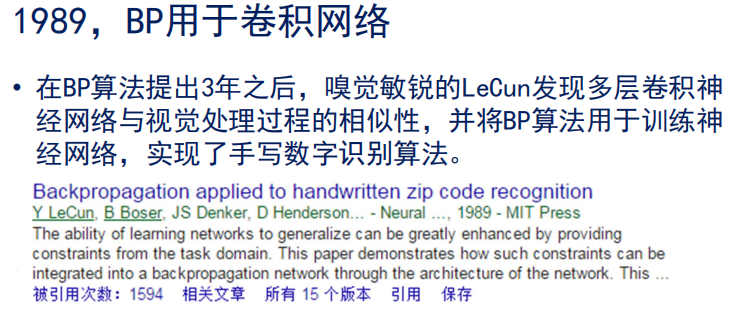 1989，BP用于卷积网络
• 在BP算法提出3年之后，嗅觉敏锐的LeCun发现多层卷积神
经网络与视觉处理过程的相似性，并将BP算法用于训练神
经网络，实现了手写数字识别算法。
Backpropagation applied to handwritten zip code recognition
Y LeCun, B Boser, JS Denker, D Henderson... - Neural ..., 1989 - MIT Press
The ability of learning networks to generalize can be greatly enhanced by providing
constraints from the task domain. This paper demonstrates how such constraints can be
integrated into a backpropagation network through the architecture of the network. This ...
被引用次数：1594 相关文章 所有 15 个版本 引用 保存